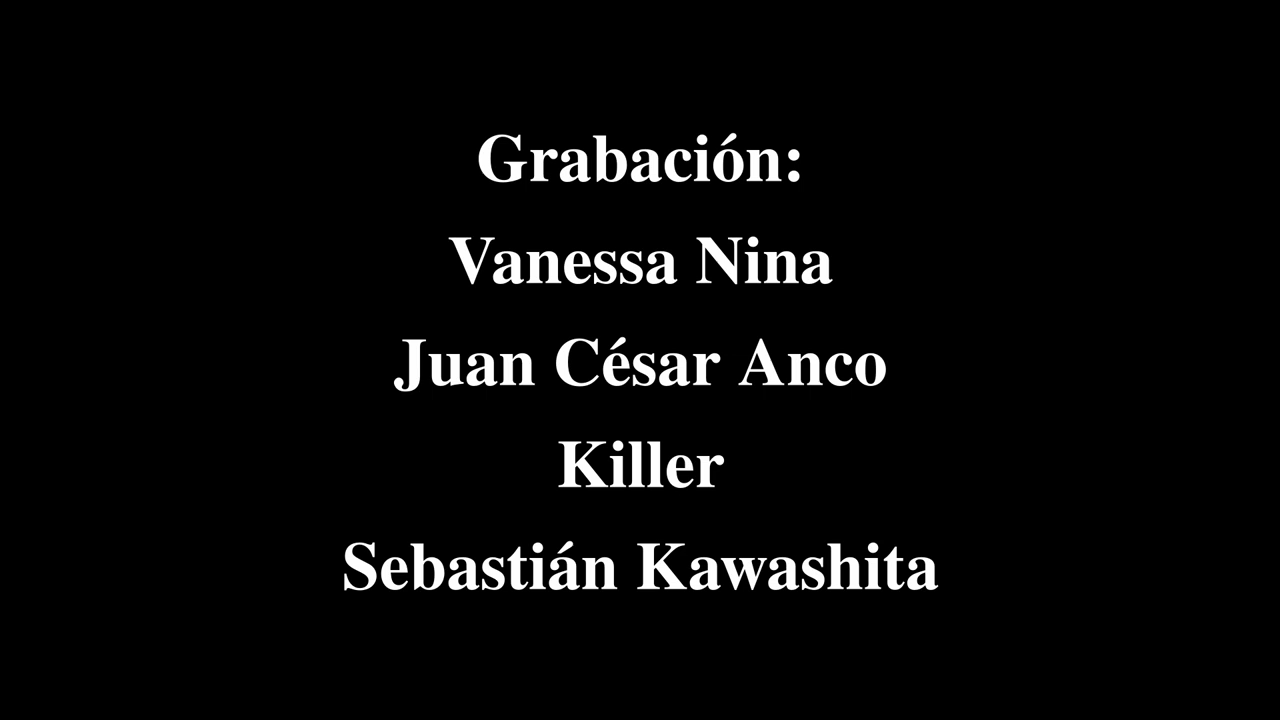 Grabación:
Vanessa Nina
Juan César Anco
Killer
Sebastián Kawashita